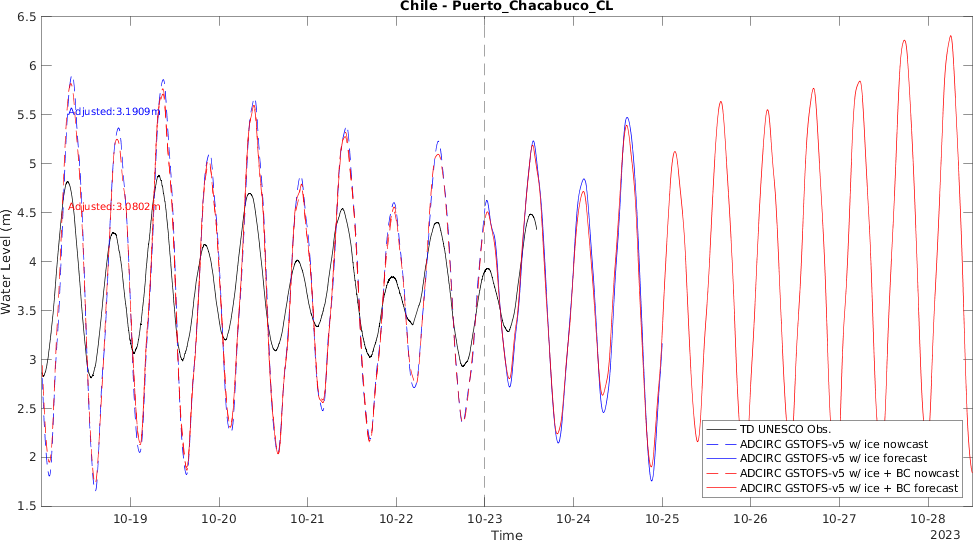 Chile - Puerto_Chacabuco_CL
6.5
6
5.5
5
4.5
4
3.5
3
2.5
2
1.5
Water Level (m)
Adjusted:3.1909m
Adjusted:3.0802m
TD UNESCO Obs.
ADCIRC GSTOFS-v5 w/ ice nowcast
ADCIRC GSTOFS-v5 w/ ice forecast
ADCIRC GSTOFS-v5 w/ ice + BC nowcast
ADCIRC GSTOFS-v5 w/ ice + BC forecast
10-19 10-20 10-21 10-22 10-23 10-24 10-25 10-26 10-27 10-28
2023
Time